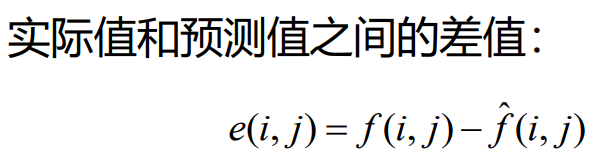 实际值和预测值之间的差值：
e(i, j) = f(i, j) − f̂(i, j)